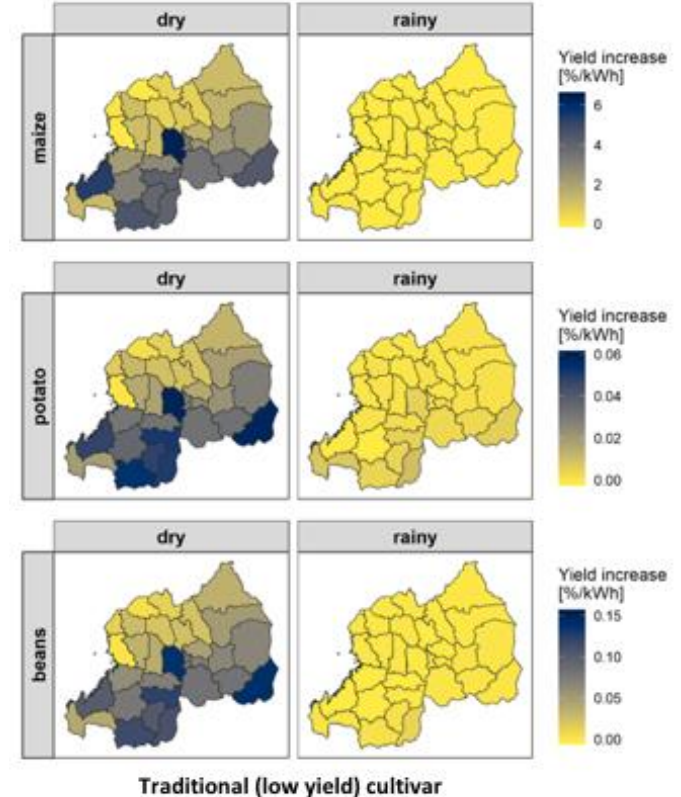 dry
rainy
maize
Yield increase
[%/kWh]
6
4
2
0
dry
rainy
potato
Yield increase
[%/kWh]
0.06
0.04
0.02
0.00
dry
rainy
beans
Yield increase
[%/kWh]
0.15
0.10
0.05
0.00
Traditional (low yield) cultivar